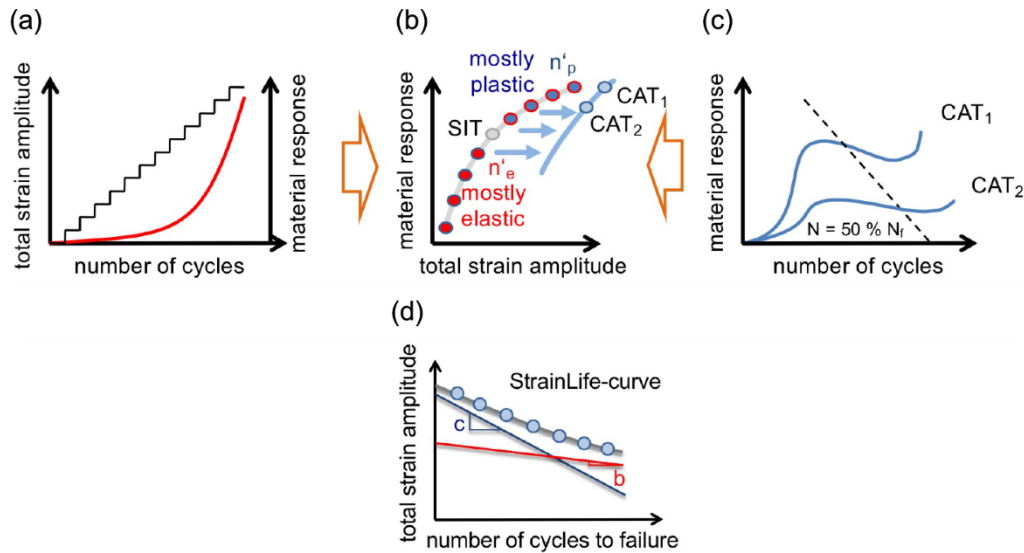 (a)
total strain amplitude
material response
number of cycles
(b)
material response
mostly
plastic
n'p
SIT
CAT1
CAT2
n'e
mostly
elastic
total strain amplitude
(c)
material response
CAT1
CAT2
N = 50 % Nf
number of cycles
(d)
total strain amplitude
StrainLife-curve
c
b
number of cycles to failure